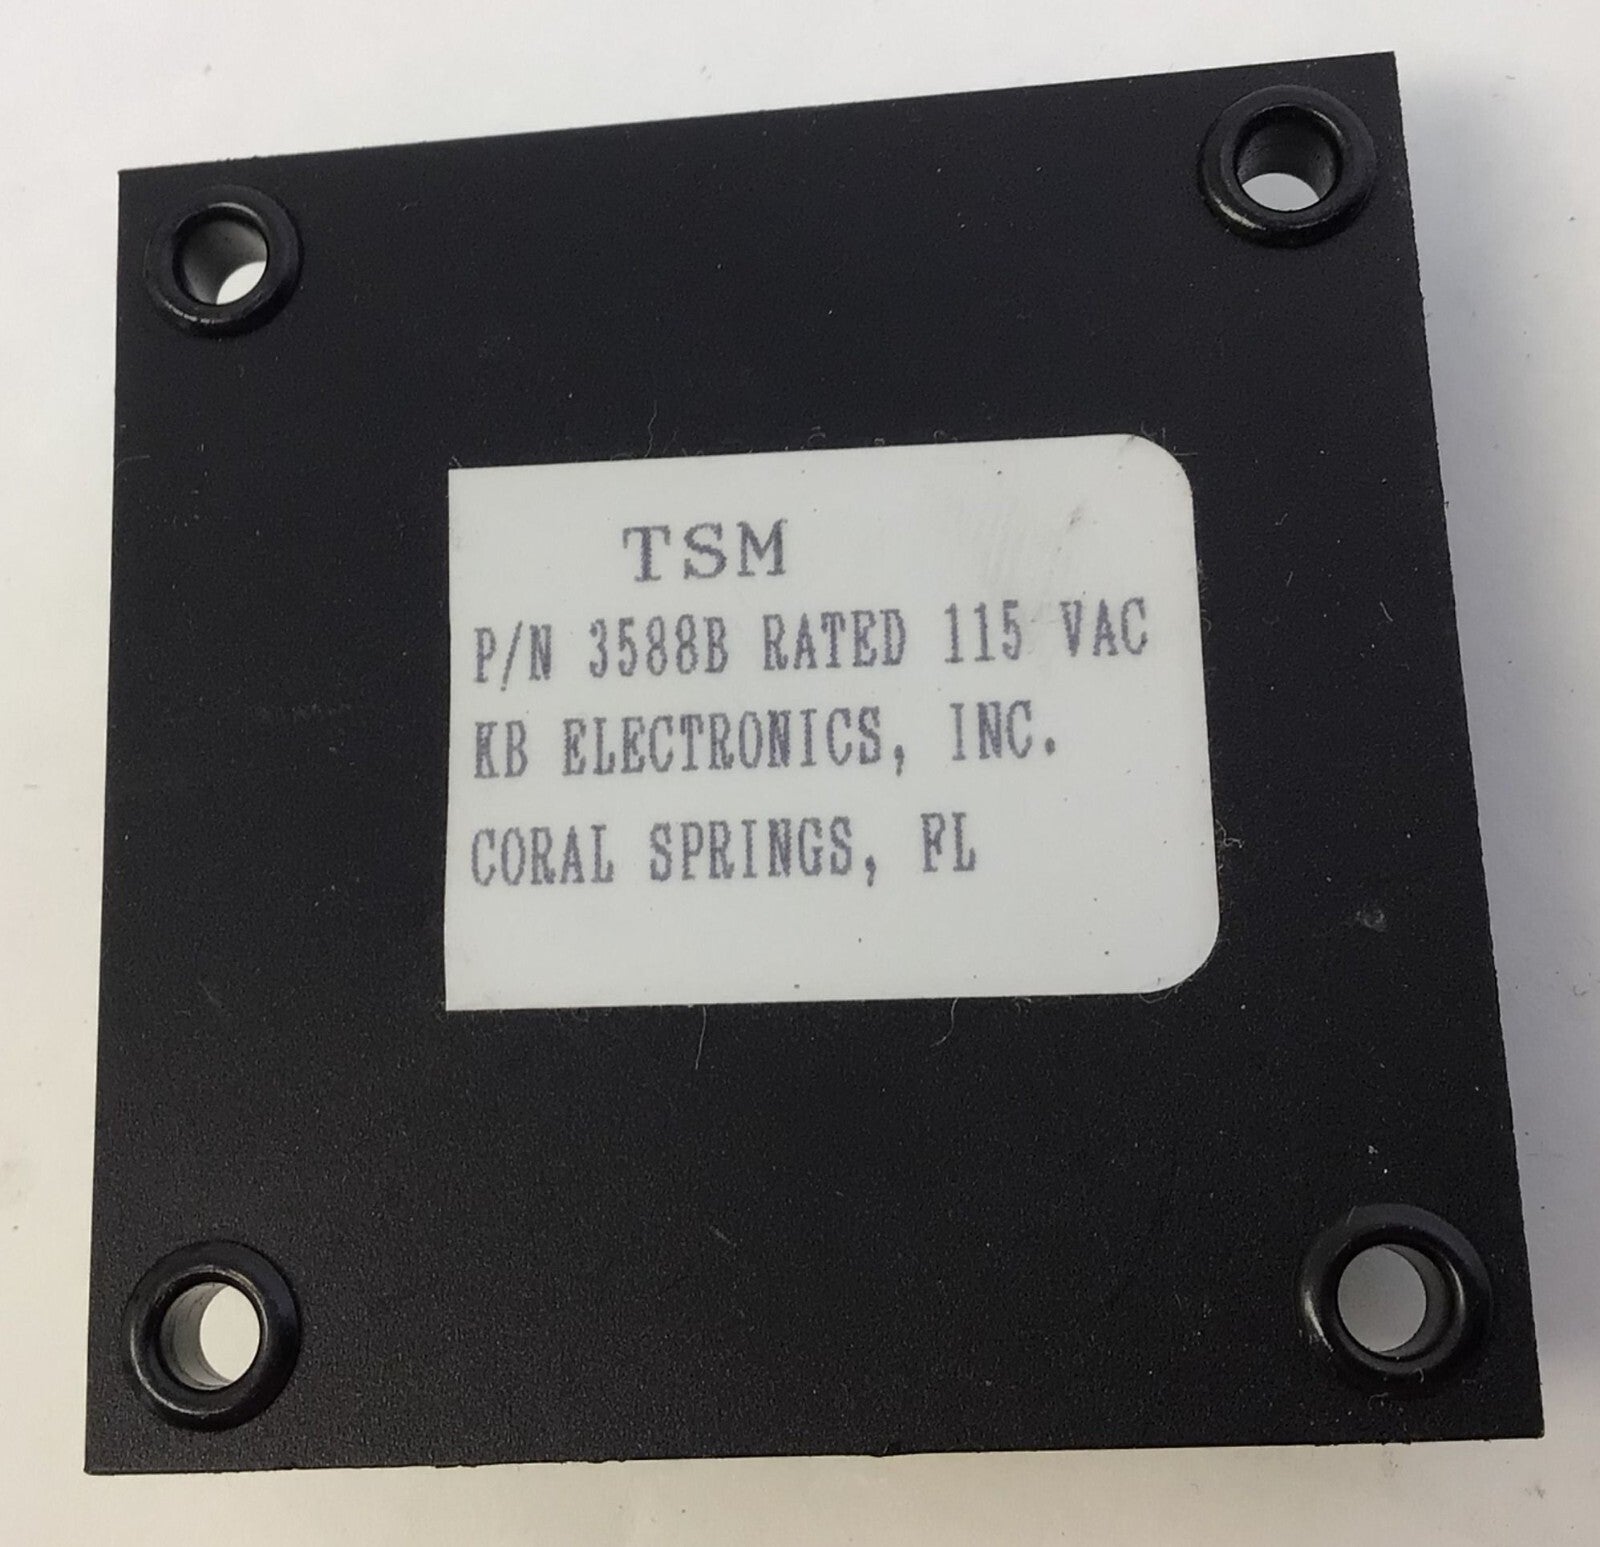 TSM
P/N 3588B RATED 115 VAC
KB ELECTRONICS, INC.
CORAL SPRINGS, FL